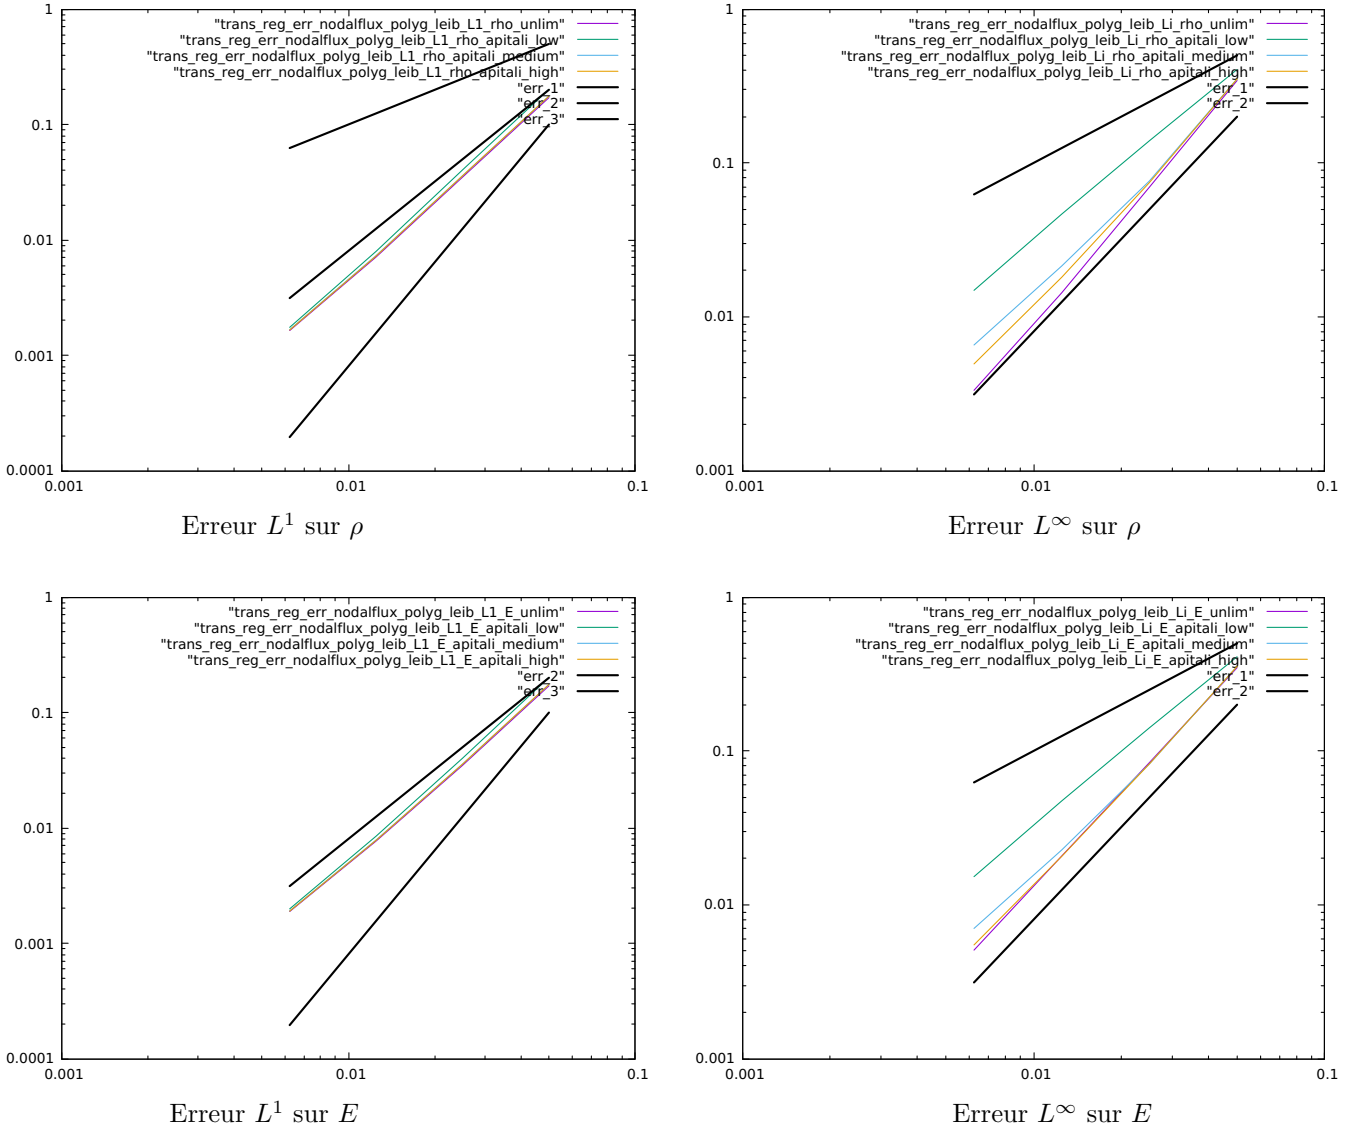 1
0.1
0.01
0.001
0.0001
0.001
0.01
0.1
"trans_reg_err_nodalflux_polyg_leib_L1_rho_unlim"
"trans_reg_err_nodalflux_polyg_leib_L1_rho_apitali_low"
"trans_reg_err_nodalflux_polyg_leib_L1_rho_apitali_medium"
"trans_reg_err_nodalflux_polyg_leib_L1_rho_apitali_high"
"err_1"
"err_2"
"err_3"
Erreur L¹ sur ρ
1
0.1
0.01
0.001
0.001
0.01
0.1
"trans_reg_err_nodalflux_polyg_leib_Li_rho_unlim"
"trans_reg_err_nodalflux_polyg_leib_Li_rho_apitali_low"
"trans_reg_err_nodalflux_polyg_leib_Li_rho_apitali_medium"
"trans_reg_err_nodalflux_polyg_leib_Li_rho_apitali_high"
"err_1"
"err_2"
Erreur L^∞ sur ρ
1
0.1
0.01
0.001
0.0001
0.001
0.01
0.1
"trans_reg_err_nodalflux_polyg_leib_L1_E_unlim"
"trans_reg_err_nodalflux_polyg_leib_L1_E_apitali_low"
"trans_reg_err_nodalflux_polyg_leib_L1_E_apitali_medium"
"trans_reg_err_nodalflux_polyg_leib_L1_E_apitali_high"
"err_2"
"err_3"
Erreur L¹ sur E
1
0.1
0.01
0.001
0.001
0.01
0.1
"trans_reg_err_nodalflux_polyg_leib_Li_E_unlim"
"trans_reg_err_nodalflux_polyg_leib_Li_E_apitali_low"
"trans_reg_err_nodalflux_polyg_leib_Li_E_apitali_medium"
"trans_reg_err_nodalflux_polyg_leib_Li_E_apitali_high"
"err_1"
"err_2"
Erreur L^∞ sur E